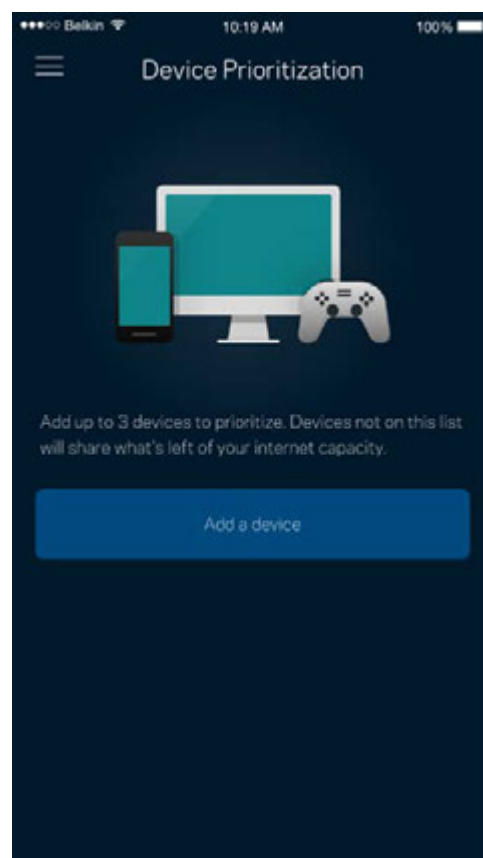 Belkin 10:19 AM 100%
Device Prioritization
Add up to 3 devices to prioritize. Devices not on this list
will share what's left of your internet capacity.
Add a device